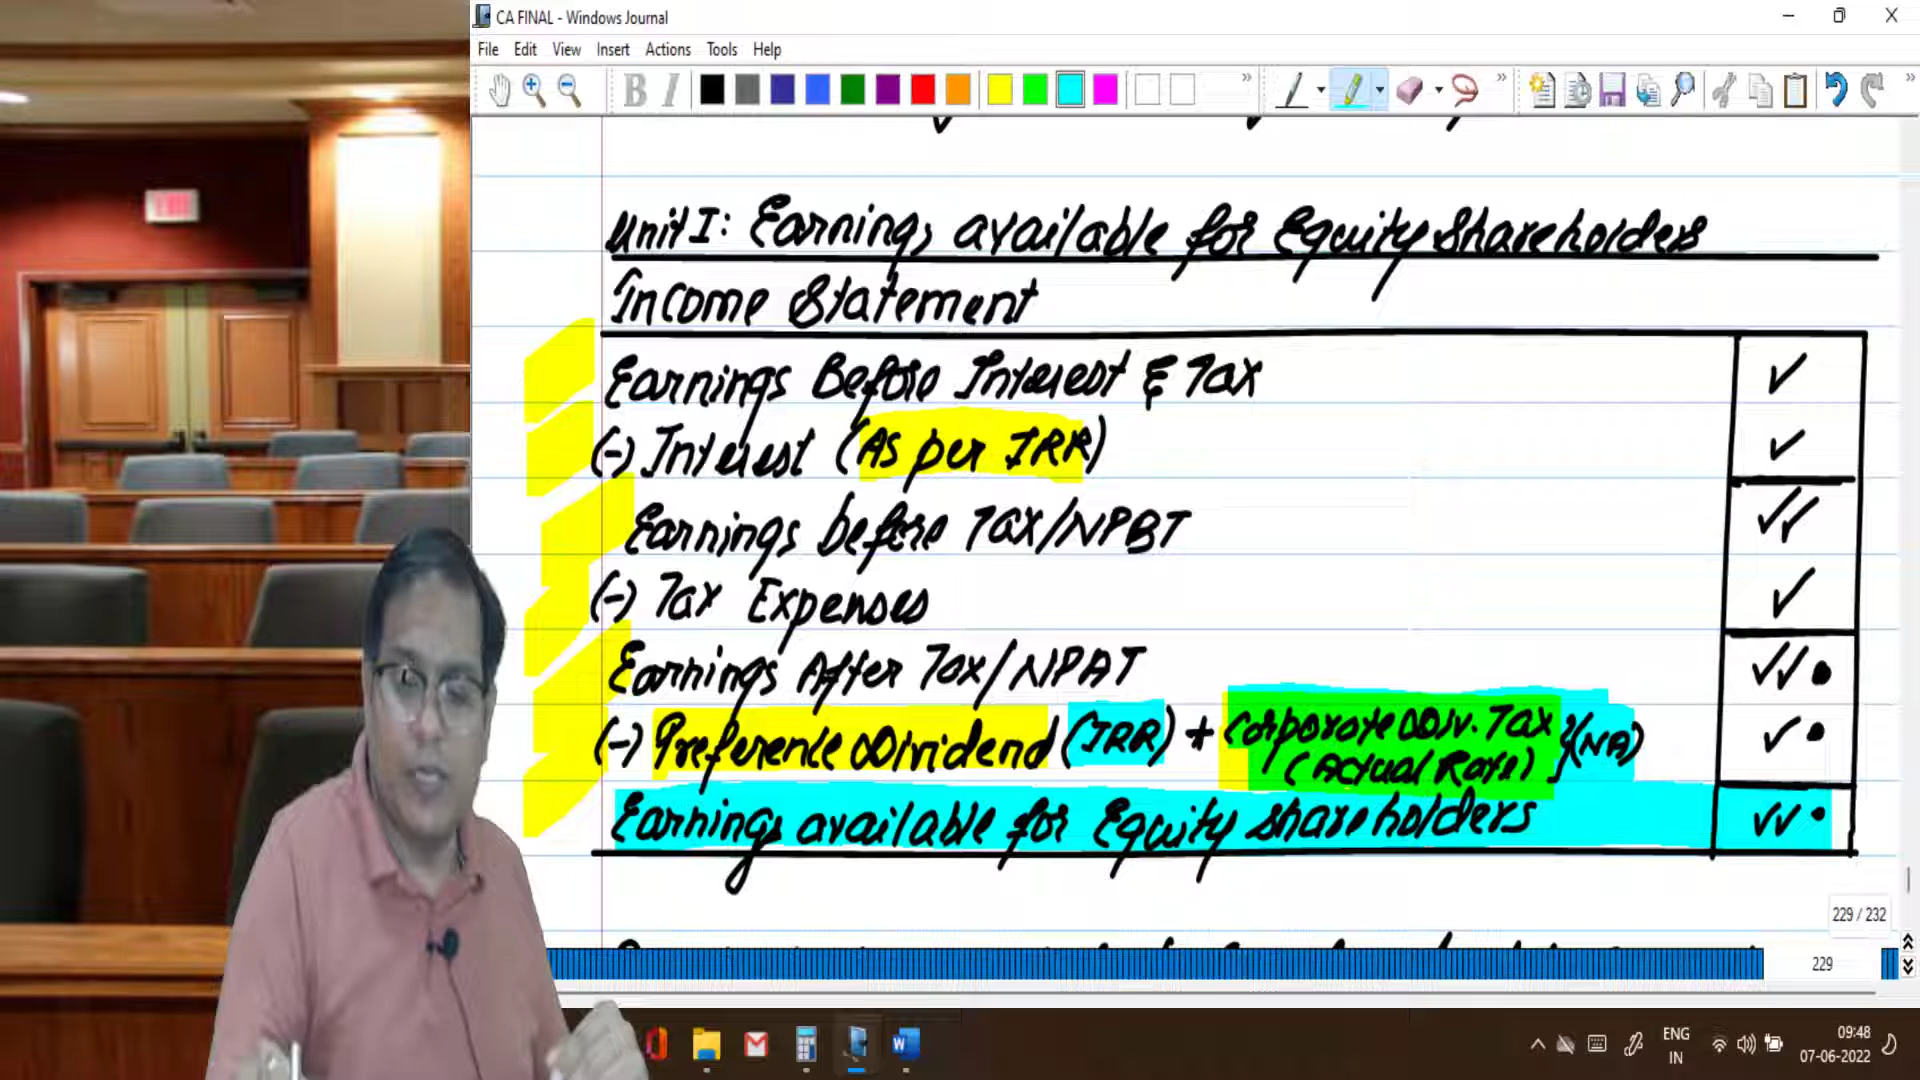 CA FINAL - Windows Journal
File Edit View Insert Actions Tools Help
B I
Unit I: Earnings available for Equity Shareholders
Income Statement
Earnings Before Interest & Tax
(-) Interest (As per IRR)
Earnings before Tax/NPBT
(-) Tax Expenses
Earnings After Tax/NPAT
(-) Preference Dividend (IRR) + Corporate Div. Tax (NA)
(Actual Rate)
Earnings available for Equity Shareholders
229 / 232
229
ENG
IN
09:48
07-06-2022